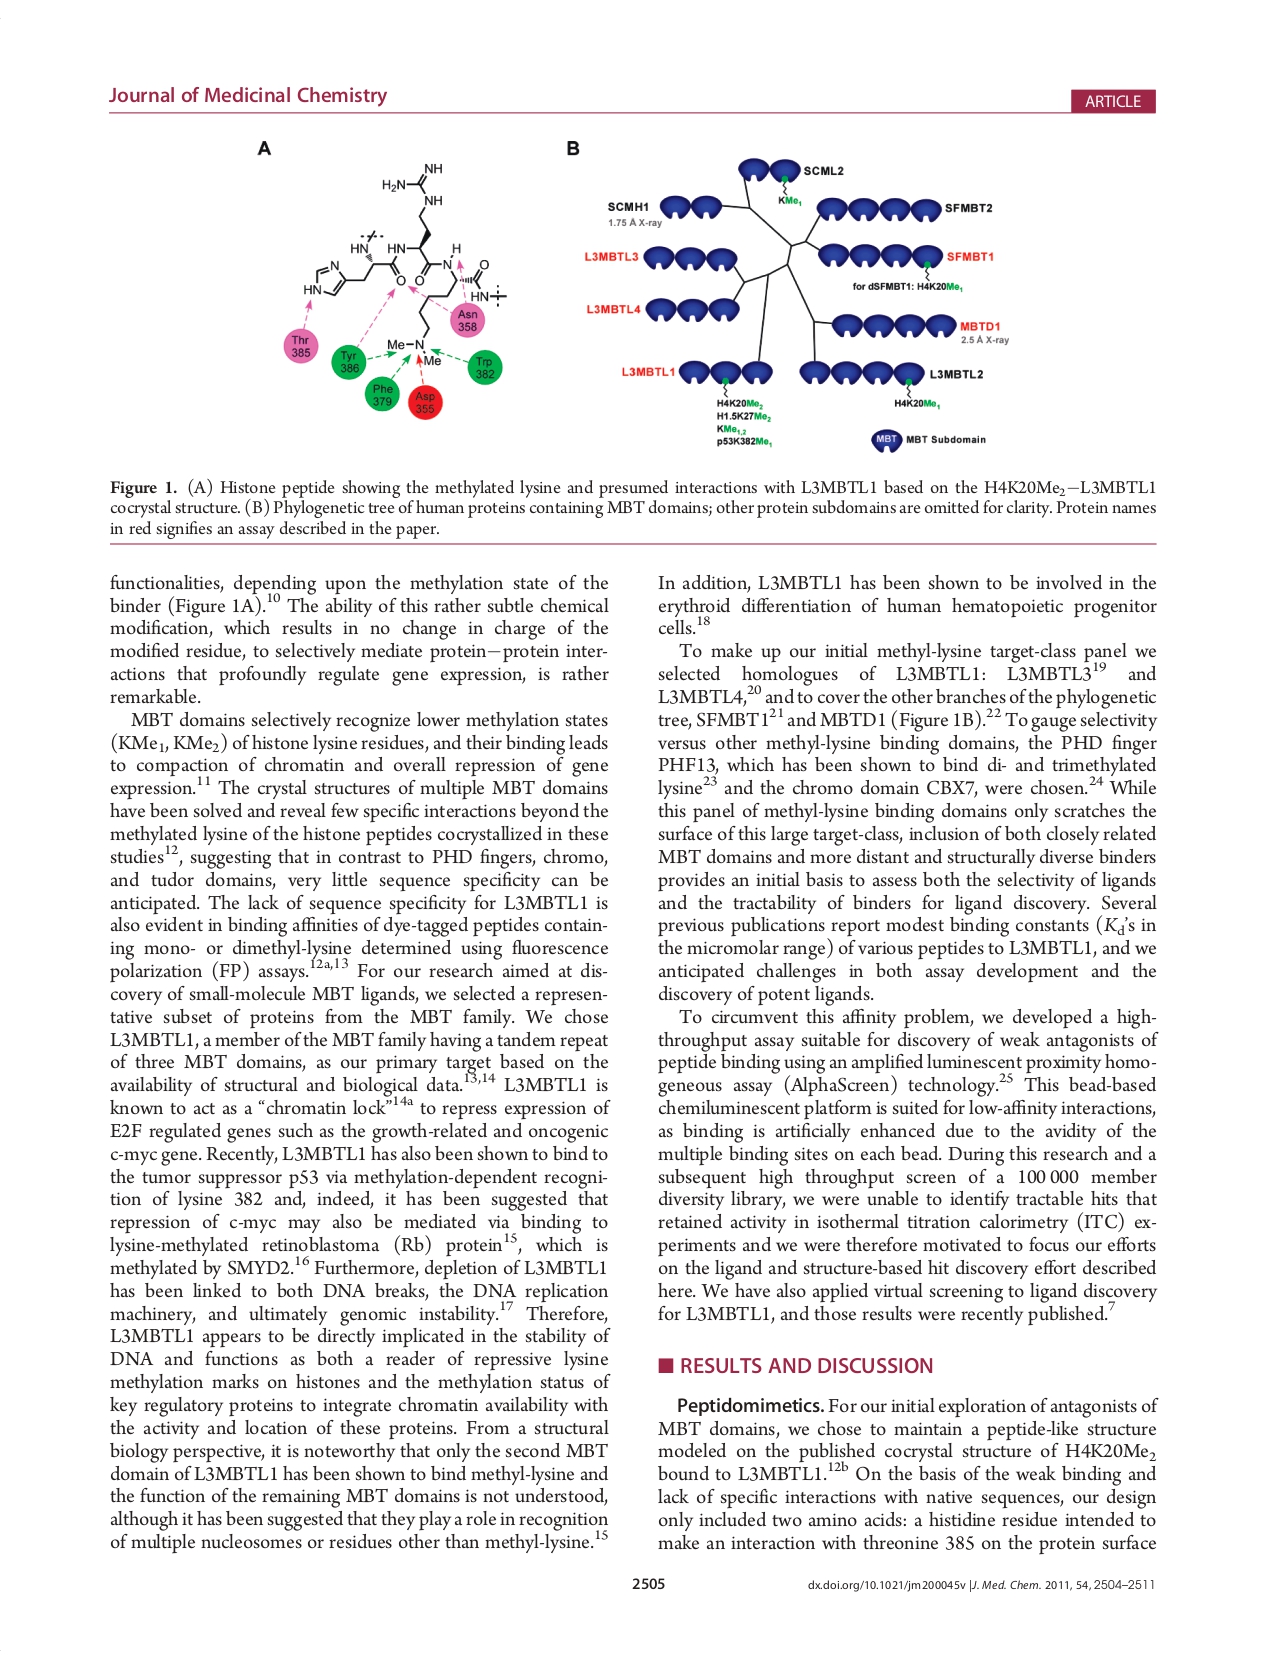 Journal of Medicinal Chemistry
ARTICLE
A
NH
H₂N
NH
HN
HN
H
N
O
O
N
O
HN
HN
Asn
358
Thr
385
Tyr
386
Me
N
Me
Trp
382
Phe
379
Asp
355
B
SCML2
KMe₁
SCMH1
1.75 Å X-ray
SFMBT2
L3MBTL3
SFMBT1
for dSFMBT1: H4K20Me₁
L3MBTL4
MBTD1
2.5 Å X-ray
L3MBTL1
L3MBTL2
H4K20Me₂
H1.5K27Me₂
KMe₁,₂
p53K382Me₁
H4K20Me₁
MBT
MBT Subdomain
Figure 1. (A) Histone peptide showing the methylated lysine and presumed interactions with L3MBTL1 based on the H4K20Me₂−L3MBTL1
cocrystal structure. (B) Phylogenetic tree of human proteins containing MBT domains; other protein subdomains are omitted for clarity. Protein names
in red signifies an assay described in the paper.
functionalities, depending upon the methylation state of the
binder (Figure 1A).¹⁰ The ability of this rather subtle chemical
modification, which results in no change in charge of the
modified residue, to selectively mediate protein−protein inter-
actions that profoundly regulate gene expression, is rather
remarkable.
MBT domains selectively recognize lower methylation states
(KMe₁, KMe₂) of histone lysine residues, and their binding leads
to compaction of chromatin and overall repression of gene
expression.¹¹ The crystal structures of multiple MBT domains
have been solved and reveal few specific interactions beyond the
methylated lysine of the histone peptides cocrystallized in these
studies¹², suggesting that in contrast to PHD fingers, chromo,
and tudor domains, very little sequence specificity can be
anticipated. The lack of sequence specificity for L3MBTL1 is
also evident in binding affinities of dye-tagged peptides contain-
ing mono- or dimethyl-lysine determined using fluorescence
polarization (FP) assays.¹²ᵃ,¹³ For our research aimed at dis-
covery of small-molecule MBT ligands, we selected a represen-
tative subset of proteins from the MBT family. We chose
L3MBTL1, a member of the MBT family having a tandem repeat
of three MBT domains, as our primary target based on the
availability of structural and biological data.¹³,¹⁴ L3MBTL1 is
known to act as a “chromatin lock”¹⁴ᵃ to repress expression of
E2F regulated genes such as the growth-related and oncogenic
c-myc gene. Recently, L3MBTL1 has also been shown to bind to
the tumor suppressor p53 via methylation-dependent recogni-
tion of lysine 382 and, indeed, it has been suggested that
repression of c-myc may also be mediated via binding to
lysine-methylated retinoblastoma (Rb) protein¹⁵, which is
methylated by SMYD2.¹⁶ Furthermore, depletion of L3MBTL1
has been linked to both DNA breaks, the DNA replication
machinery, and ultimately genomic instability.¹⁷ Therefore,
L3MBTL1 appears to be directly implicated in the stability of
DNA and functions as both a reader of repressive lysine
methylation marks on histones and the methylation status of
key regulatory proteins to integrate chromatin availability with
the activity and location of these proteins. From a structural
biology perspective, it is noteworthy that only the second MBT
domain of L3MBTL1 has been shown to bind methyl-lysine and
the function of the remaining MBT domains is not understood,
although it has been suggested that they play a role in recognition
of multiple nucleosomes or residues other than methyl-lysine.¹⁵
In addition, L3MBTL1 has been shown to be involved in the
erythroid differentiation of human hematopoietic progenitor
cells.¹⁸
To make up our initial methyl-lysine target-class panel we
selected homologues of L3MBTL1: L3MBTL3¹⁹ and
L3MBTL4,²⁰ and to cover the other branches of the phylogenetic
tree, SFMBT1²¹ and MBTD1 (Figure 1B).²² To gauge selectivity
versus other methyl-lysine binding domains, the PHD finger
PHF13, which has been shown to bind di- and trimethylated
lysine²³ and the chromo domain CBX7, were chosen.²⁴ While
this panel of methyl-lysine binding domains only scratches the
surface of this large target-class, inclusion of both closely related
MBT domains and more distant and structurally diverse binders
provides an initial basis to assess both the selectivity of ligands
and the tractability of binders for ligand discovery. Several
previous publications report modest binding constants (Kd’s in
the micromolar range) of various peptides to L3MBTL1, and we
anticipated challenges in both assay development and the
discovery of potent ligands.
To circumvent this affinity problem, we developed a high-
throughput assay suitable for discovery of weak antagonists of
peptide binding using an amplified luminescent proximity homo-
geneous assay (AlphaScreen) technology.²⁵ This bead-based
chemiluminescent platform is suited for low-affinity interactions,
as binding is artificially enhanced due to the avidity of the
multiple binding sites on each bead. During this research and a
subsequent high throughput screen of a 100 000 member
diversity library, we were unable to identify tractable hits that
retained activity in isothermal titration calorimetry (ITC) ex-
periments and we were therefore motivated to focus our efforts
on the ligand and structure-based hit discovery effort described
here. We have also applied virtual screening to ligand discovery
for L3MBTL1, and those results were recently published.⁷
■ RESULTS AND DISCUSSION
Peptidomimetics. For our initial exploration of antagonists of
MBT domains, we chose to maintain a peptide-like structure
modeled on the published cocrystal structure of H4K20Me₂
bound to L3MBTL1.¹²ᵇ On the basis of the weak binding and
lack of specific interactions with native sequences, our design
only included two amino acids: a histidine residue intended to
make an interaction with threonine 385 on the protein surface
2505
dx.doi.org/10.1021/jm200045v |J. Med. Chem. 2011, 54, 2504–2511